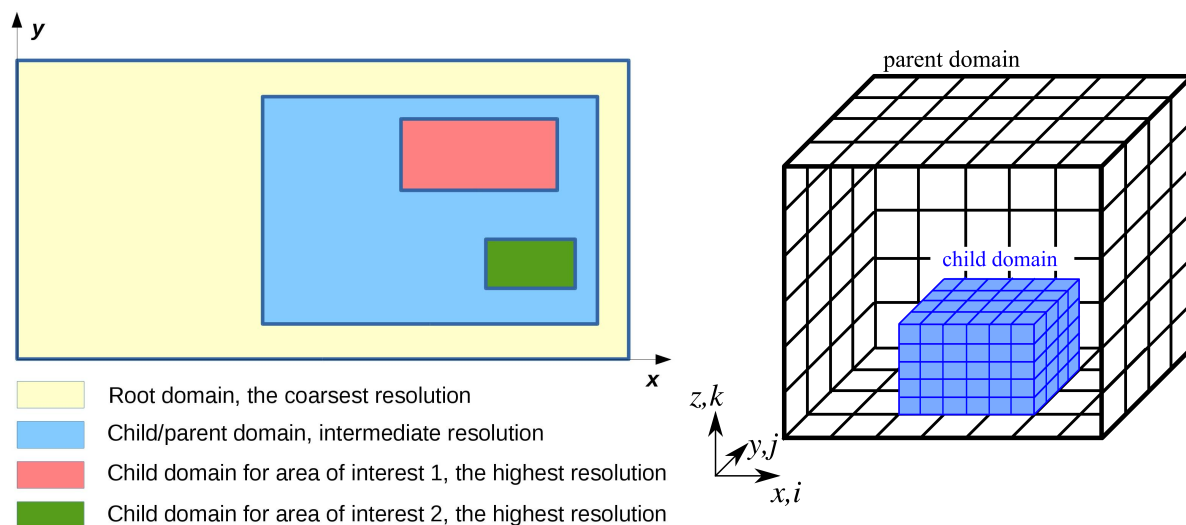 y
x
Root domain, the coarsest resolution
Child/parent domain, intermediate resolution
Child domain for area of interest 1, the highest resolution
Child domain for area of interest 2, the highest resolution
parent domain
child domain
z,k
y,j
x,i